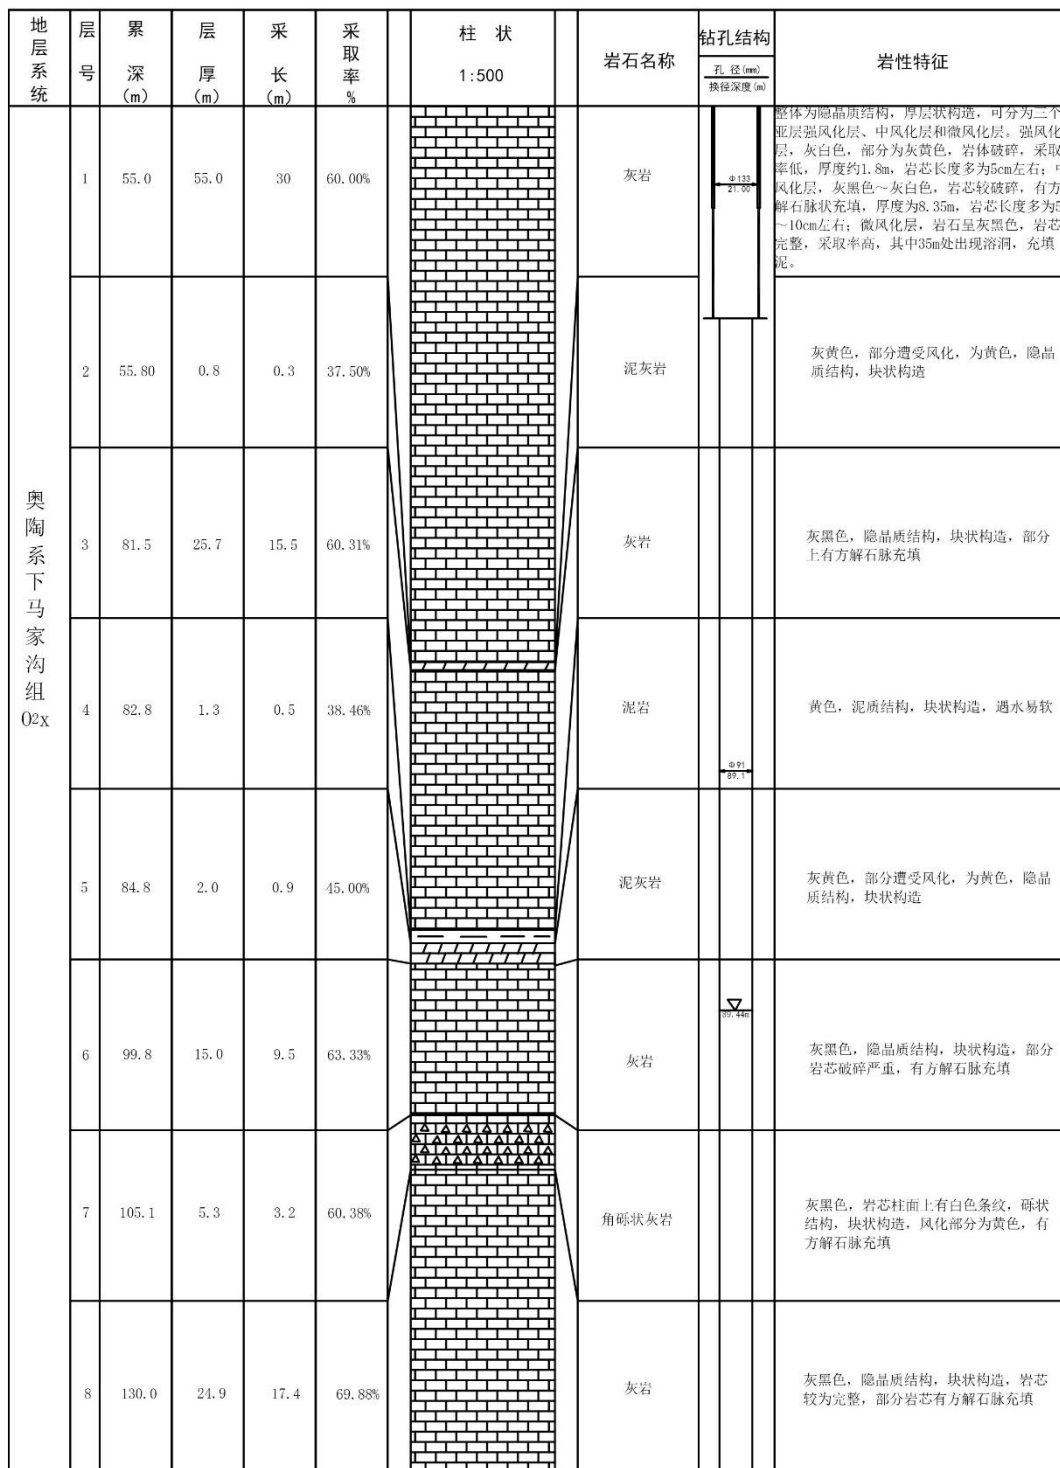 地层系统
层号
累深(m)
层厚(m)
采长(m)
采取率%
柱 状
1:500
岩石名称
钻孔结构
孔 径(mm)
换径深度(m)
岩性特征
奥陶系下马家沟组O2x
1
55.0
55.0
30
60.00%
灰岩
Φ133
21.00
整体为隐晶质结构，厚层状构造，可分为三个
亚层强风化层、中风化层和微风化层。强风化
层，灰白色，部分为灰黄色，岩体破碎，采取
率低，厚度约1.8m，岩芯长度多为5cm左右；中
风化层，灰黑色～灰白色，岩芯较破碎，有方
解石脉状充填，厚度为8.35m，岩芯长度多为5
～10cm左右；微风化层，岩石呈灰黑色，岩芯
完整，采取率高，其中35m处出现溶洞，充填
泥。
2
55.80
0.8
0.3
37.50%
泥灰岩
灰黄色，部分遭受风化，为黄色，隐晶
质结构，块状构造
3
81.5
25.7
15.5
60.31%
灰岩
灰黑色，隐晶质结构，块状构造，部分
上有方解石脉充填
4
82.8
1.3
0.5
38.46%
泥岩
Φ91
89.1
黄色，泥质结构，块状构造，遇水易软
5
84.8
2.0
0.9
45.00%
泥灰岩
灰黄色，部分遭受风化，为黄色，隐晶
质结构，块状构造
6
99.8
15.0
9.5
63.33%
灰岩
89.44m
灰黑色，隐晶质结构，块状构造，部分
岩芯破碎严重，有方解石脉充填
7
105.1
5.3
3.2
60.38%
角砾状灰岩
灰黑色，岩芯柱面上有白色条纹，砾状
结构，块状构造，风化部分为黄色，有
方解石脉充填
8
130.0
24.9
17.4
69.88%
灰岩
灰黑色，隐晶质结构，块状构造，岩芯
较为完整，部分岩芯有方解石脉充填